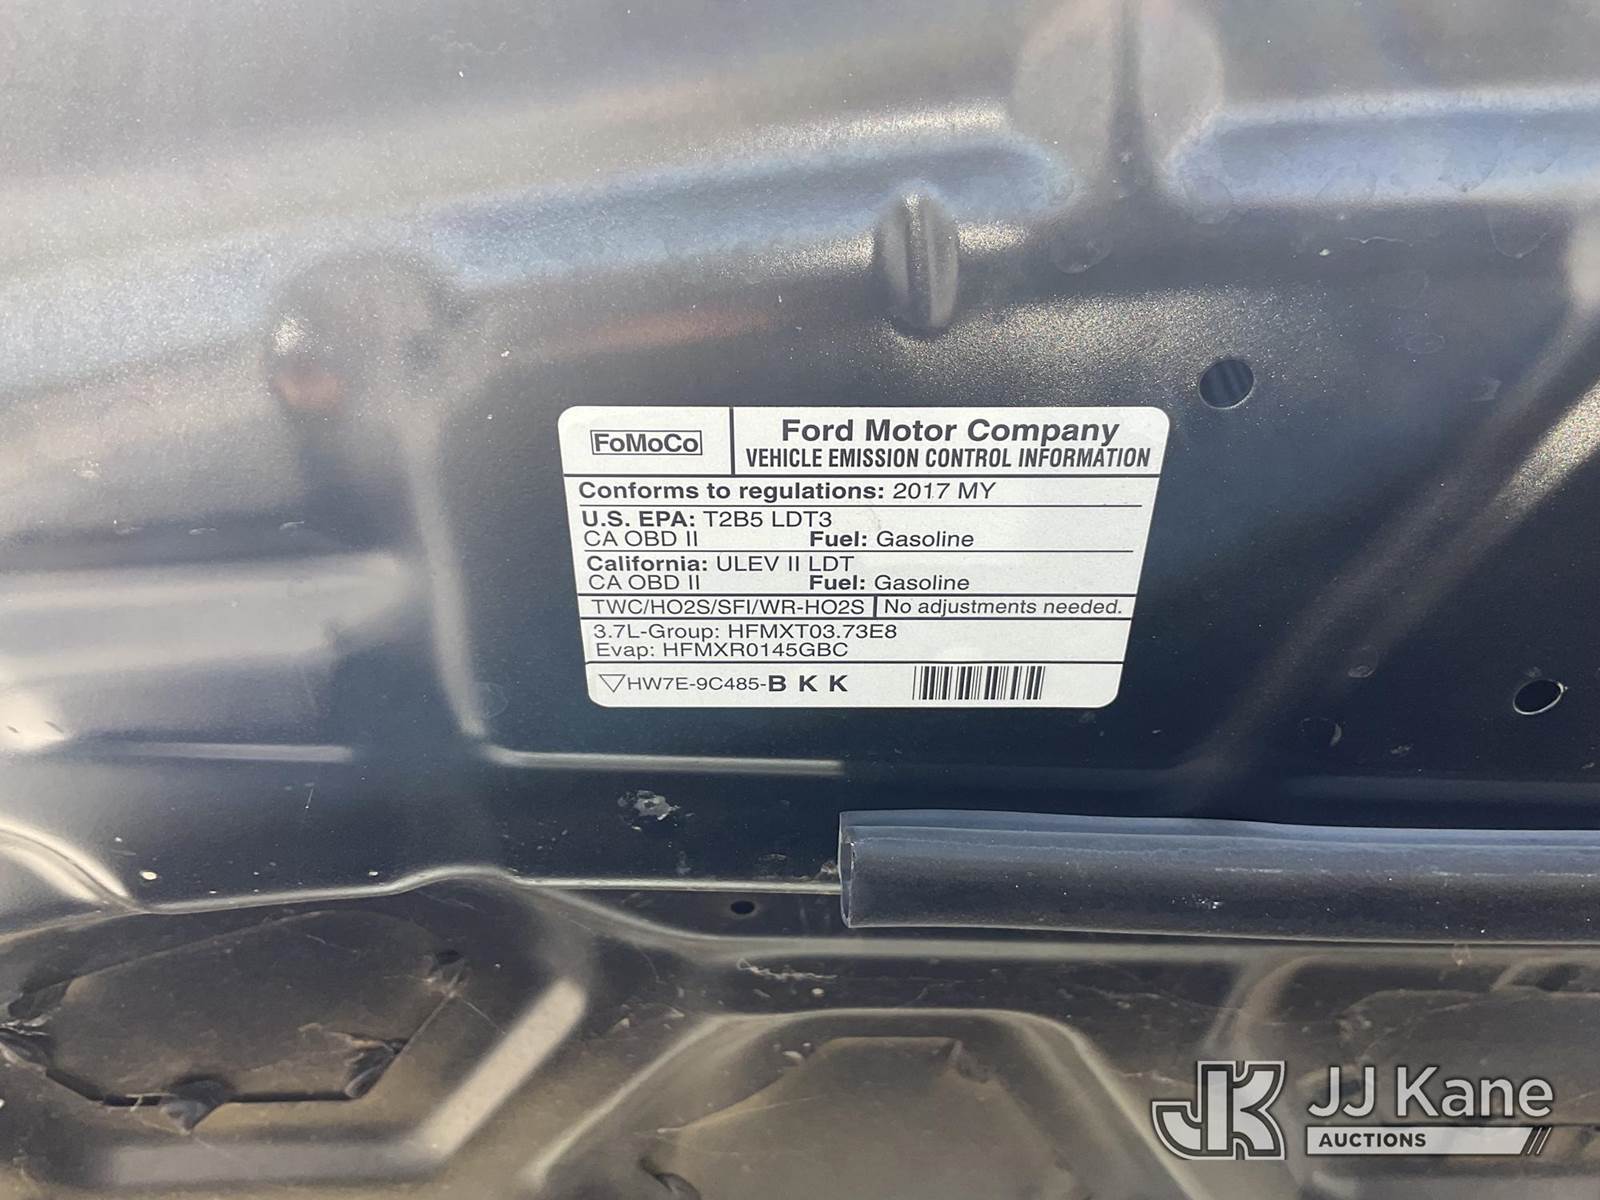 FoMoCo
Ford Motor Company
VEHICLE EMISSION CONTROL INFORMATION
Conforms to regulations: 2017 MY
U.S. EPA: T2B5 LDT3
CA OBD II Fuel: Gasoline
California: ULEV II LDT
CA OBD II Fuel: Gasoline
TWC/HO2S/SFI/WR-HO2S No adjustments needed.
3.7L-Group: HFMXT03.73E8
Evap: HFMXR0145GBC
HW7E-9C485-B K K
JK JJ Kane
AUCTIONS